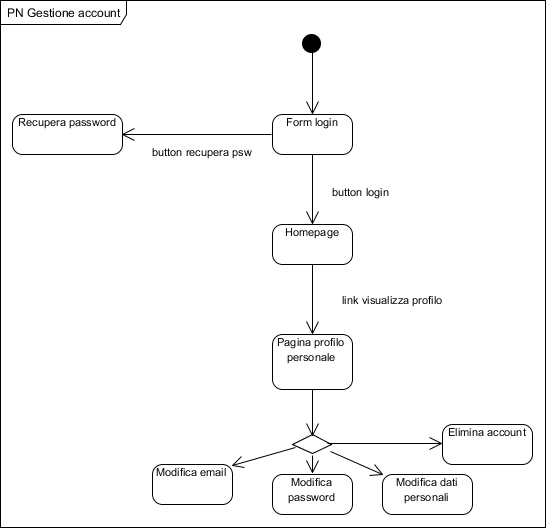 PN Gestione account
Recupera password
Form login
button recupera psw
button login
Homepage
link visualizza profilo
Pagina profilo
personale
Elimina account
Modifica email
Modifica
password
Modifica dati
personali